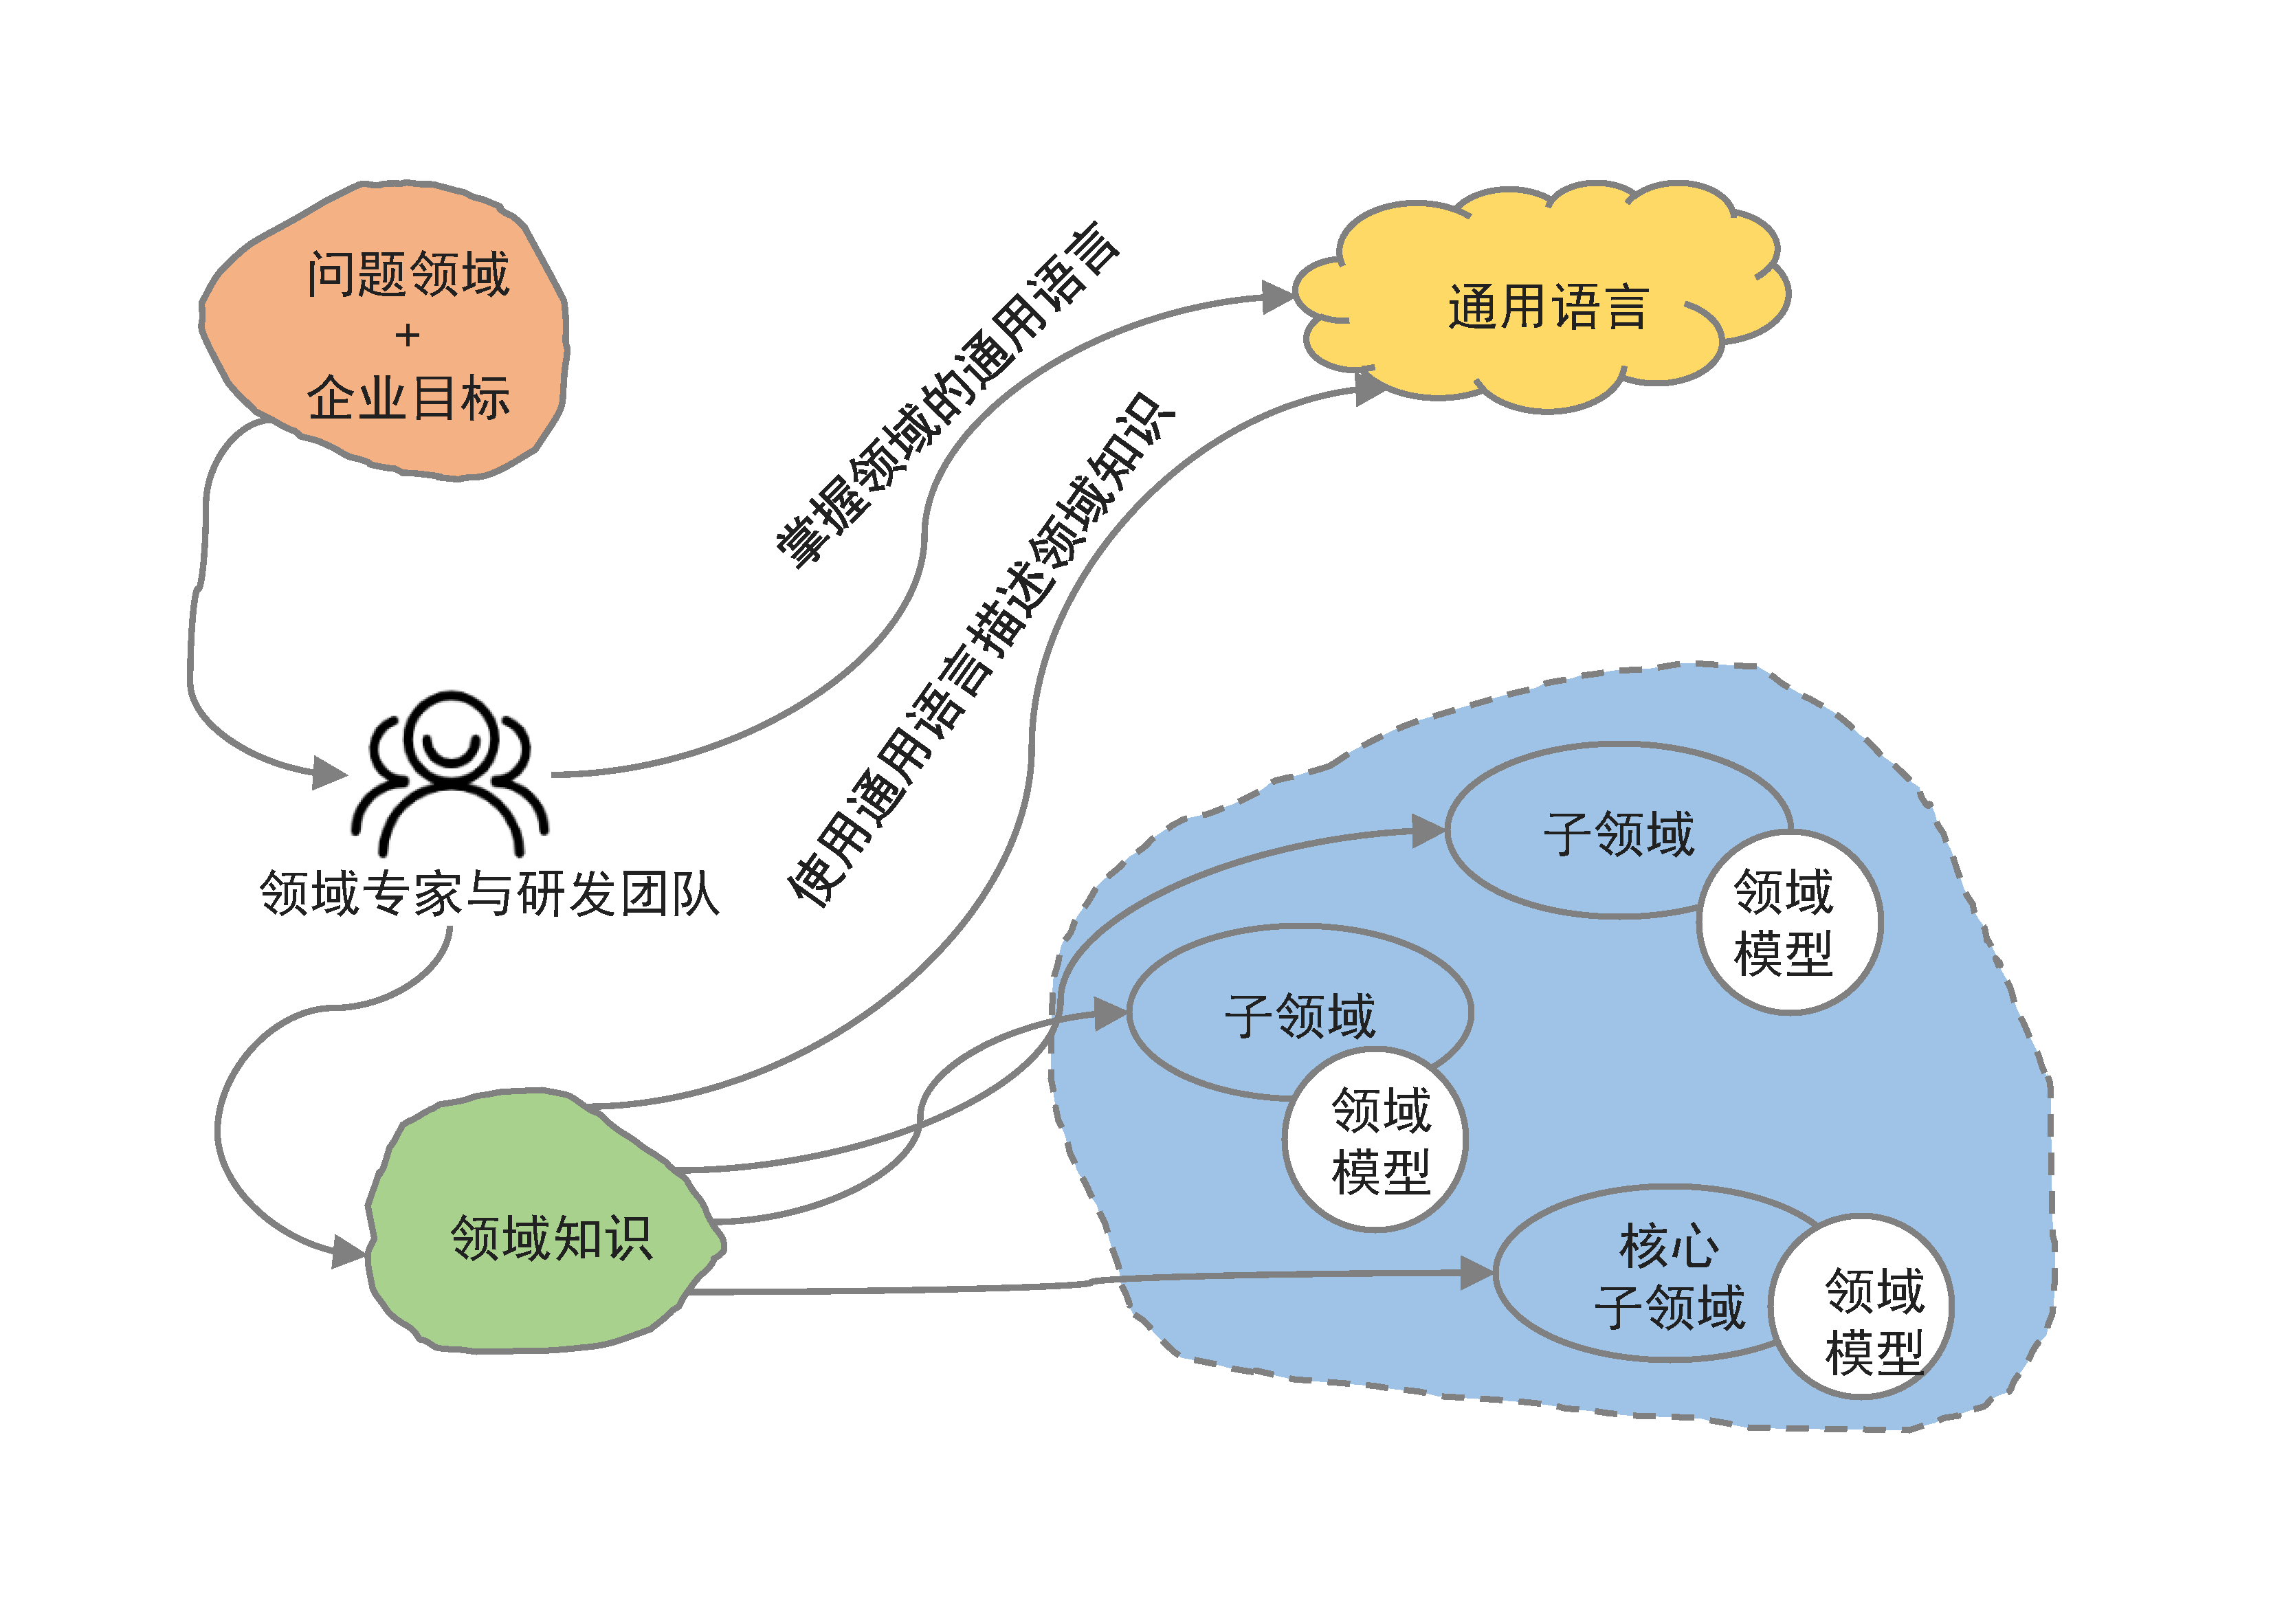 问题领域
+
企业目标
通用语言
掌握领域的通用语言
使用通用语言描述领域知识
领域专家与研发团队
子领域
领域
模型
子领域
领域
模型
领域知识
核心
子领域
领域
模型